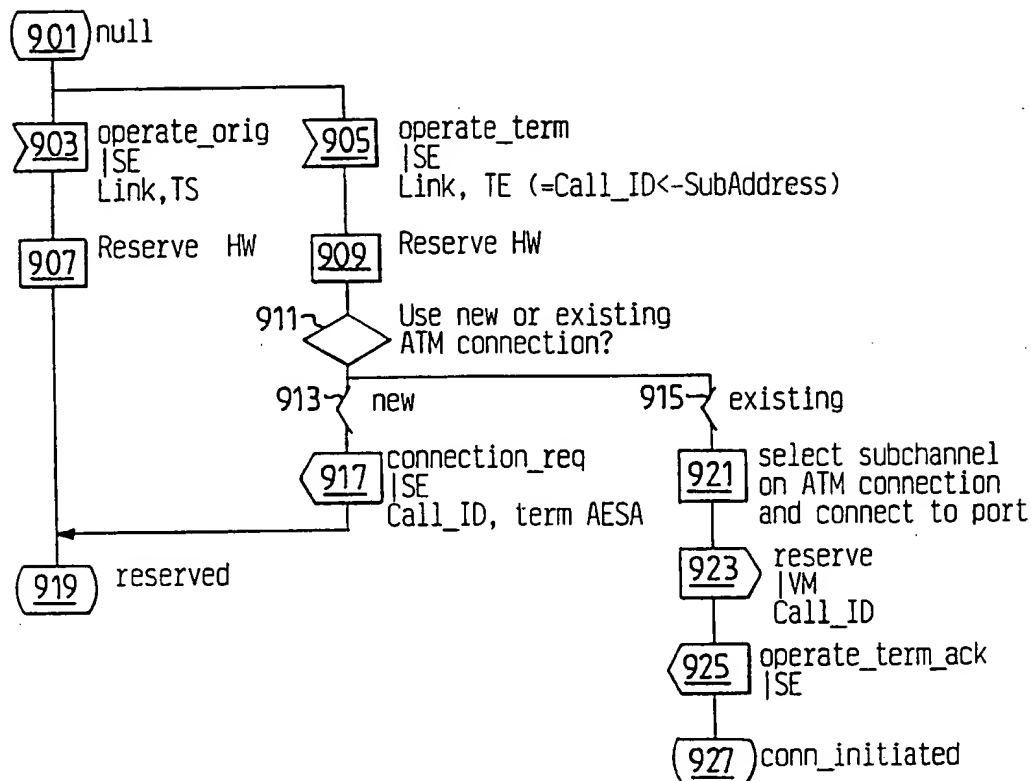 901 null
903 operate_orig
|SE
Link,TS
905 operate_term
|SE
Link, TE (=Call_ID<-SubAddress)
907 Reserve HW
909 Reserve HW
911 Use new or existing
ATM connection?
913 new
915 existing
917 connection_req
|SE
Call_ID, term AESA
919 reserved
921 select subchannel
on ATM connection
and connect to port
923 reserve
|VM
Call_ID
925 operate_term_ack
|SE
927 conn_initiated